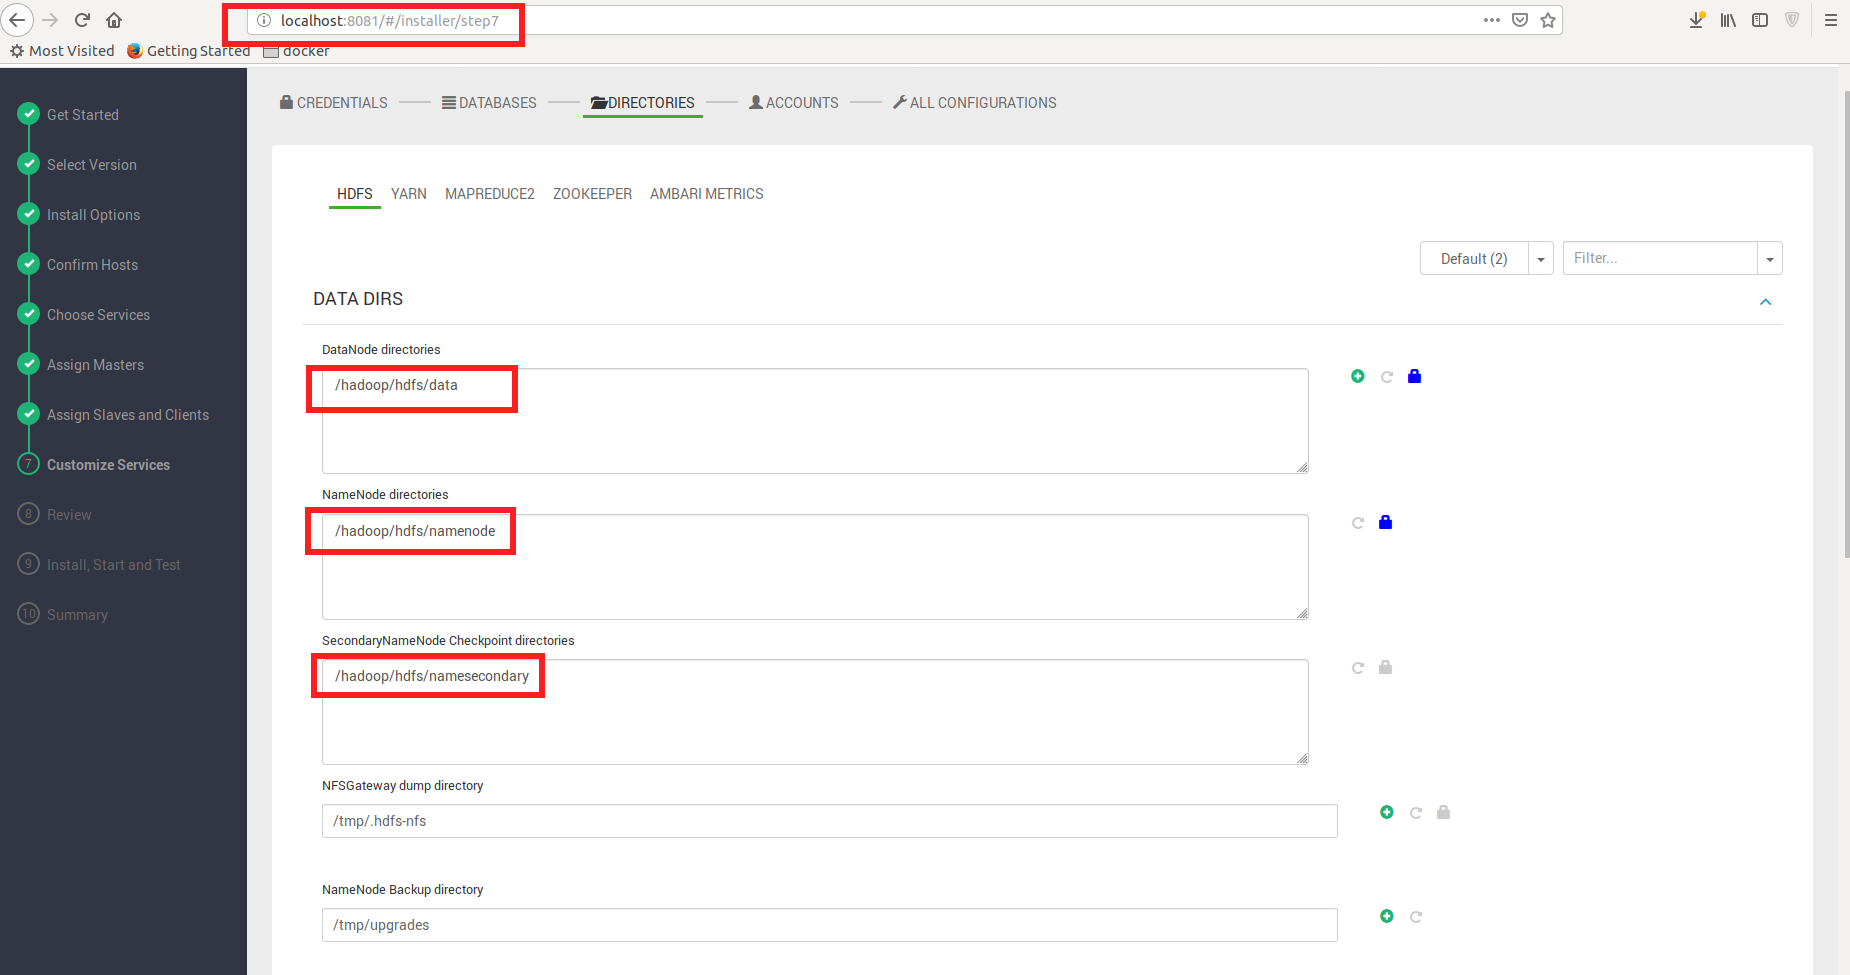 localhost:8081/#/installer/step7
Most Visited Getting Started docker
Get Started
Select Version
Install Options
Confirm Hosts
Choose Services
Assign Masters
Assign Slaves and Clients
7 Customize Services
8 Review
9 Install, Start and Test
10 Summary
CREDENTIALS DATABASES DIRECTORIES ACCOUNTS ALL CONFIGURATIONS
HDFS YARN MAPREDUCE2 ZOOKEEPER AMBARI METRICS
Default (2) Filter...
DATA DIRS
DataNode directories
/hadoop/hdfs/data
NameNode directories
/hadoop/hdfs/namenode
SecondaryNameNode Checkpoint directories
/hadoop/hdfs/namesecondary
NFSGateway dump directory
/tmp/.hdfs-nfs
NameNode Backup directory
/tmp/upgrades